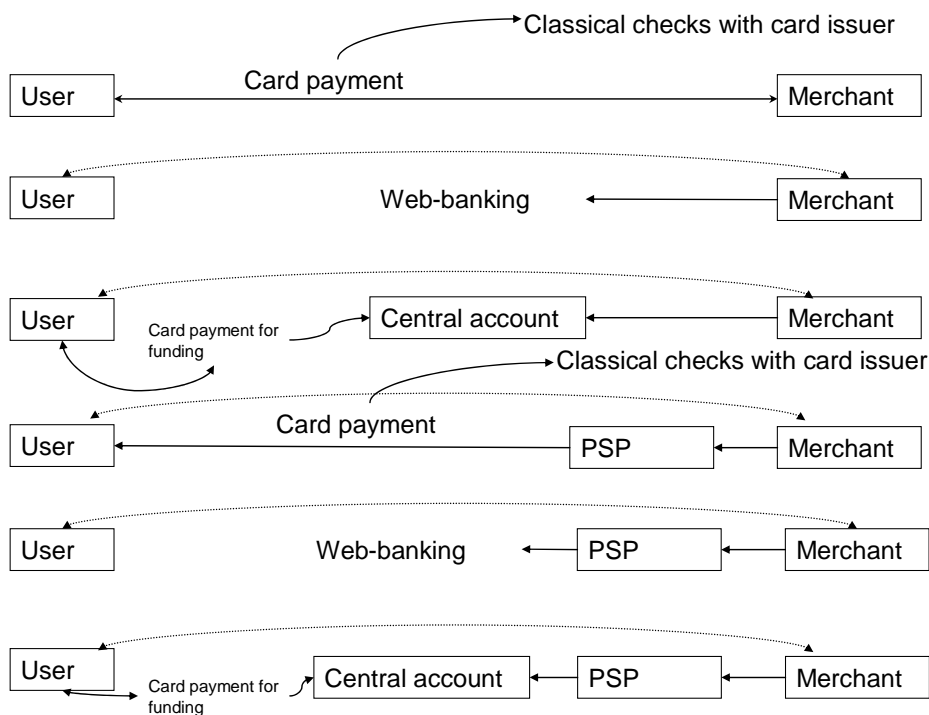 Classical checks with card issuer
Card payment
User
Merchant
User
Web-banking
Merchant
User
Card payment for
funding
Central account
Merchant
Classical checks with card issuer
Card payment
User
PSP
Merchant
User
Web-banking
PSP
Merchant
User
Card payment for
funding
Central account
PSP
Merchant